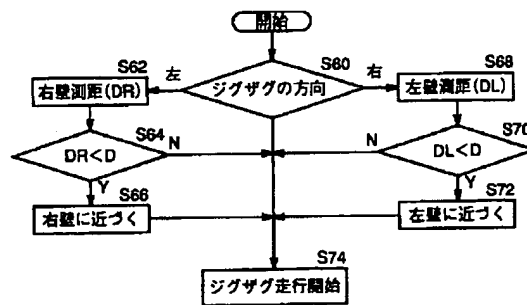 開始
S60
ジグザグの方向
左
右
S62
右壁測距(DR)
S68
左壁測距(DL)
S64
DR<D
N
Y
S70
DL<D
N
Y
S66
右壁に近づく
S72
左壁に近づく
S74
ジグザグ走行開始